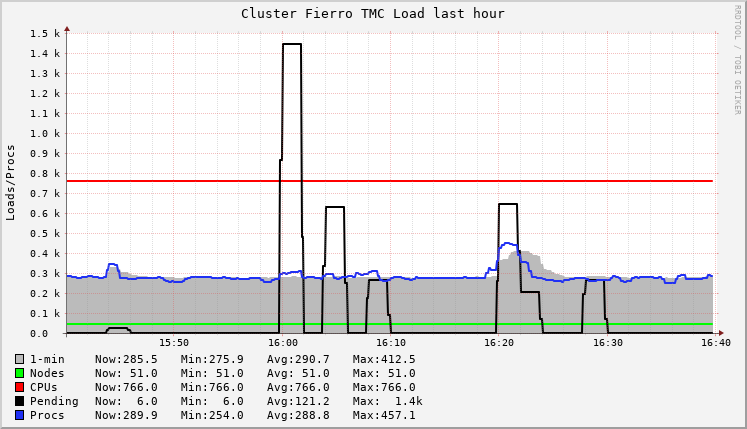 Cluster Fierro TMC Load last hour
RRDTOOL / TOBI OETIKER
Loads/Procs
1.5 k
1.4 k
1.3 k
1.2 k
1.1 k
1.0 k
0.9 k
0.8 k
0.7 k
0.6 k
0.5 k
0.4 k
0.3 k
0.2 k
0.1 k
0.0
15:50 16:00 16:10 16:20 16:30 16:40
1-min Now:285.5 Min:275.9 Avg:290.7 Max:412.5
Nodes Now: 51.0 Min: 51.0 Avg: 51.0 Max: 51.0
CPUs Now:766.0 Min:766.0 Avg:766.0 Max:766.0
Pending Now: 6.0 Min: 6.0 Avg:121.2 Max: 1.4k
Procs Now:289.9 Min:254.0 Avg:288.8 Max:457.1